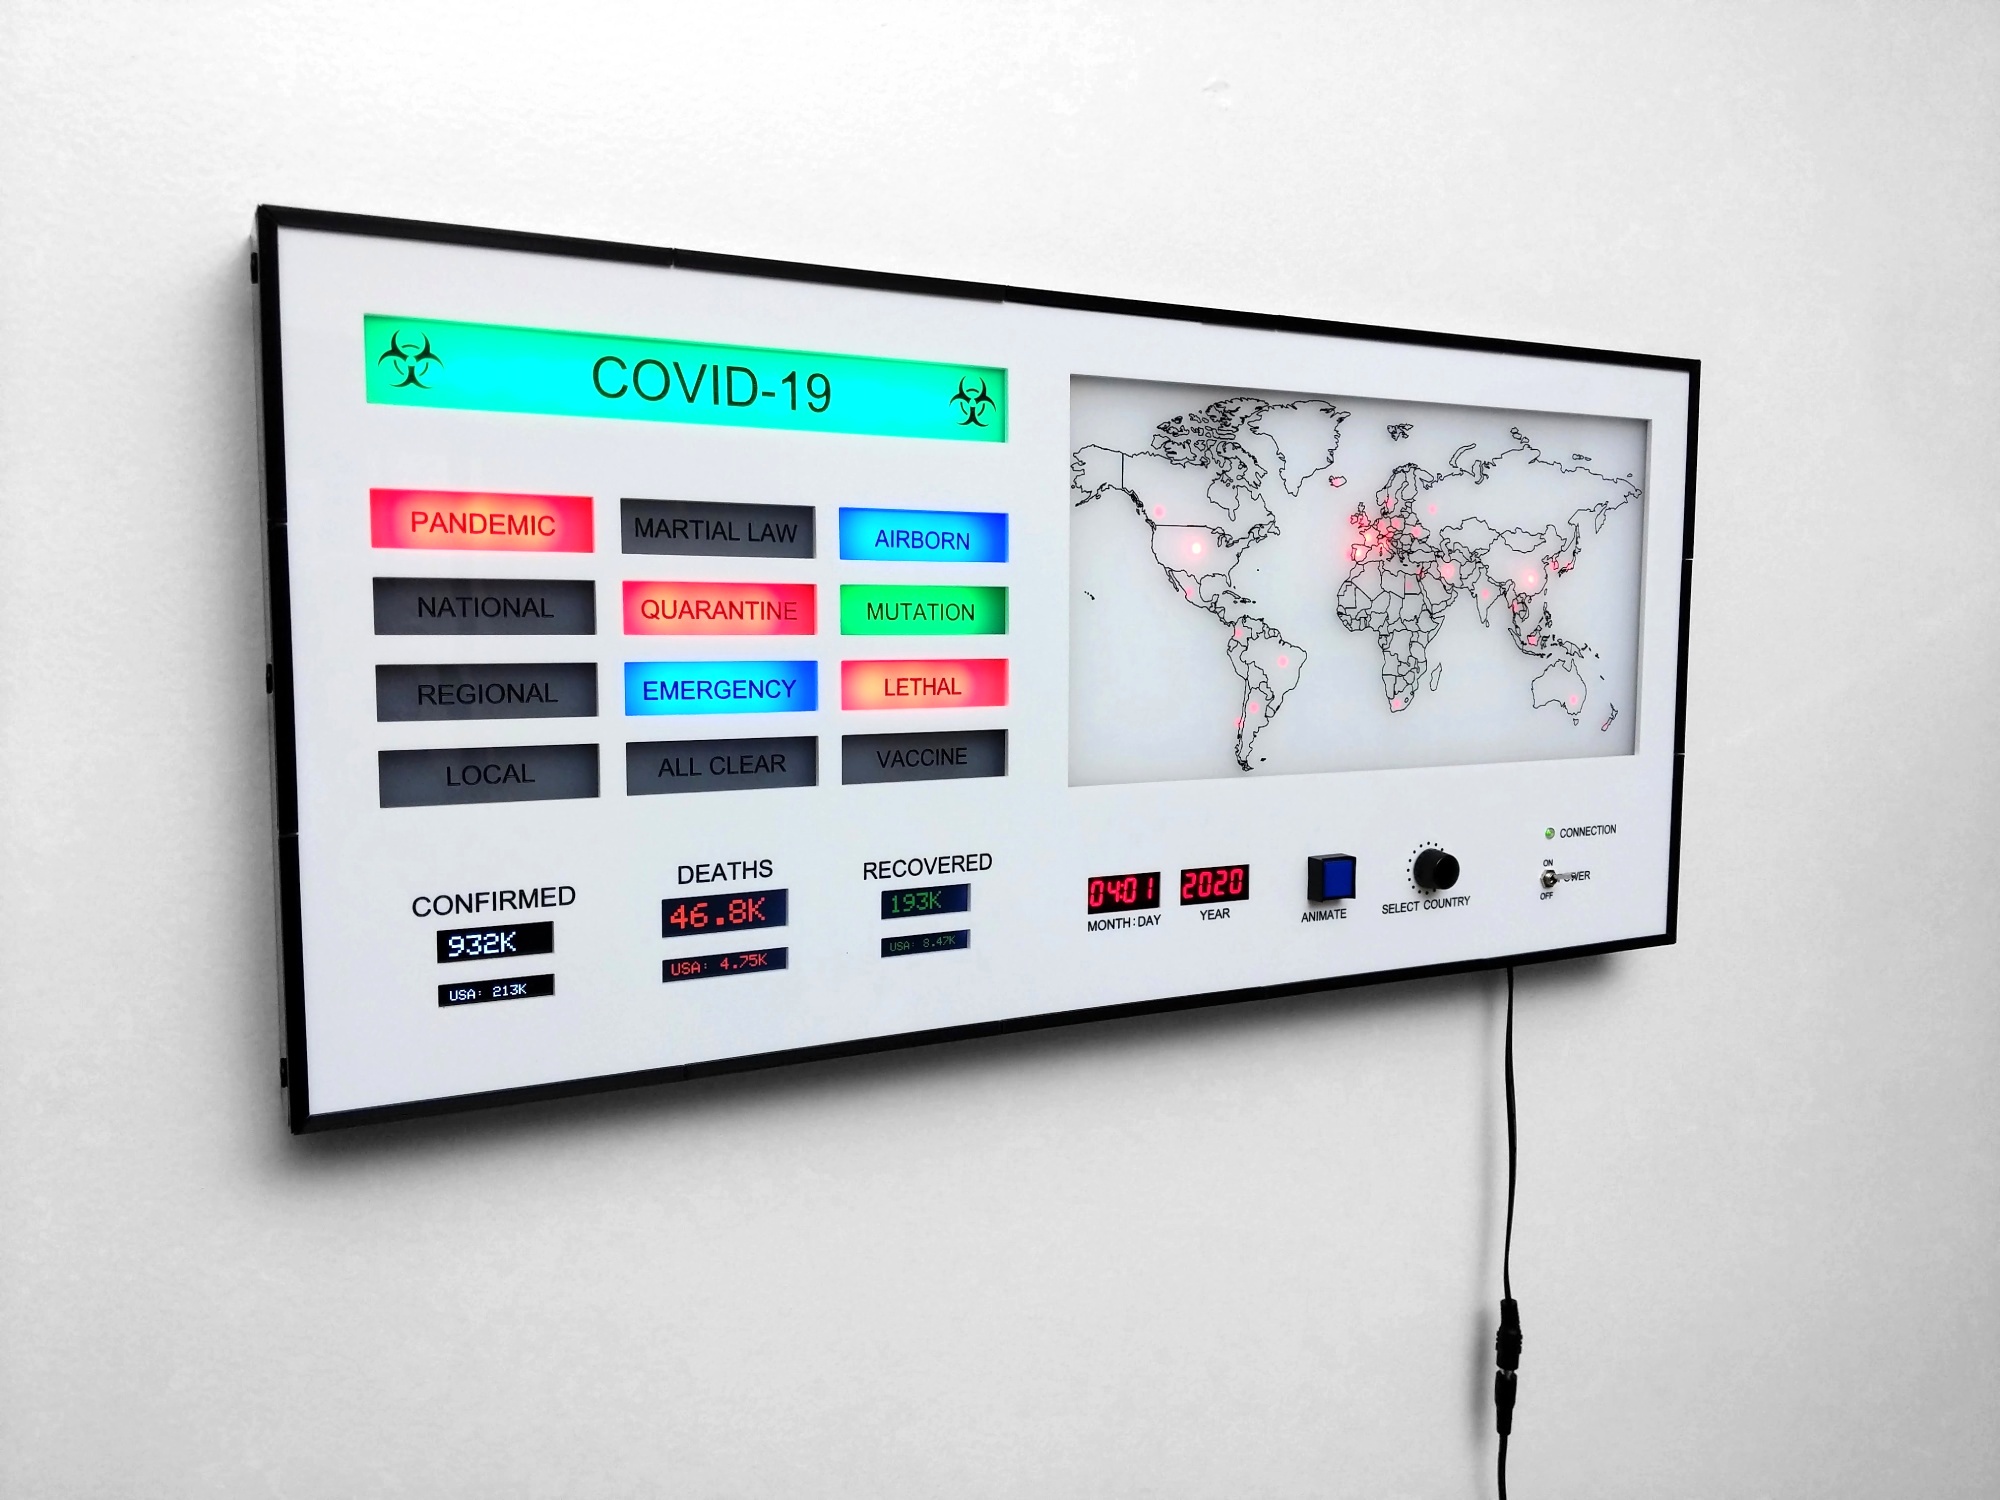 COVID-19
PANDEMIC
MARTIAL LAW
AIRBORN
NATIONAL
QUARANTINE
MUTATION
REGIONAL
EMERGENCY
LETHAL
LOCAL
ALL CLEAR
VACCINE
CONFIRMED
932K
USA: 213K
DEATHS
46.8K
USA: 4.75K
RECOVERED
193K
USA: 8.47K
04:01
MONTH:DAY
2020
YEAR
ANIMATE
SELECT COUNTRY
CONNECTION
ON
POWER
OFF